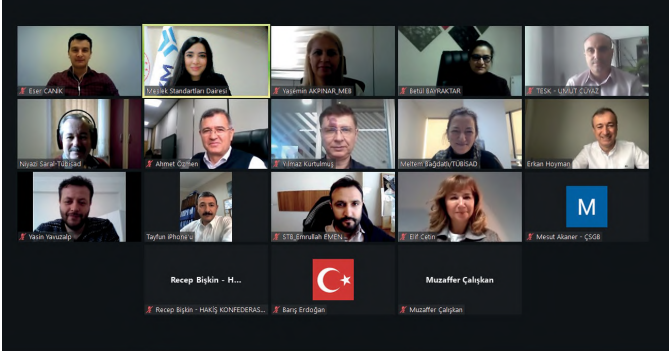 Eser CANİK
Meslek Standartları Dairesi
Yasemin AKPINAR_MEB
Betül BAYRAKTAR
TESK - UMUT CUYAZ
Niyazi Saral-Tübisad
Ahmet Özmen
Yılmaz Kurtulmuş
Meltem Bağdatlı/TÜBİSAD
Erkan Hoyman
Yasin Yavuzalp
Tayfun iPhone'u
STB_Emrullah EMEN
Elif Çetin
M
Mesut Akaner - ÇSGB
Recep Bişkin - H...
Muzaffer Çalışkan
Recep Bişkin - HAKİŞ KONFEDERAS...
Barış Erdoğan
Muzaffer Çalışkan